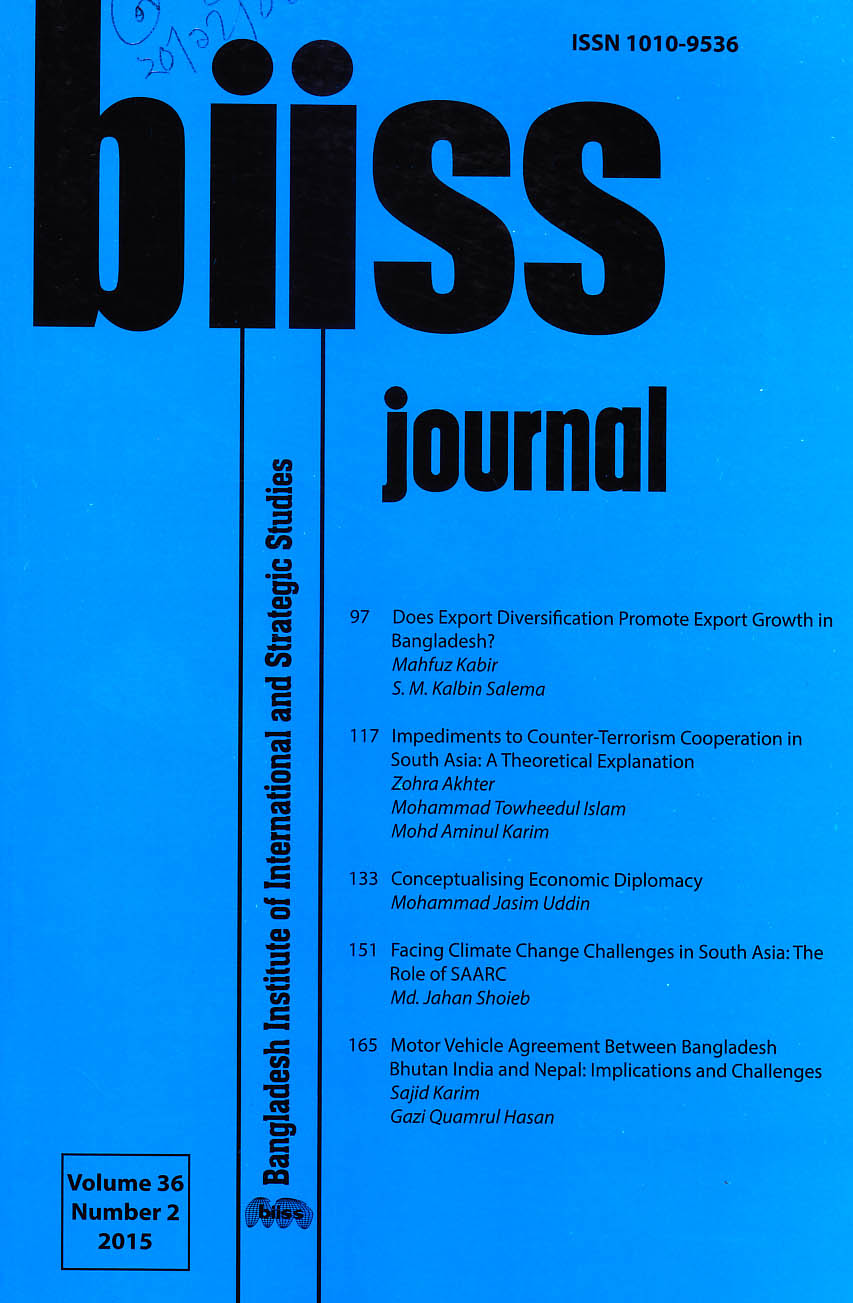 ISSN 1010-9536
biiss
journal
Bangladesh Institute of International and Strategic Studies
97 Does Export Diversification Promote Export Growth in
Bangladesh?
Mahfuz Kabir
S. M. Kalbin Salema
117 Impediments to Counter-Terrorism Cooperation in
South Asia: A Theoretical Explanation
Zohra Akhter
Mohammad Towheedul Islam
Mohd Aminul Karim
133 Conceptualising Economic Diplomacy
Mohammad Jasim Uddin
151 Facing Climate Change Challenges in South Asia: The
Role of SAARC
Md. Jahan Shoieb
165 Motor Vehicle Agreement Between Bangladesh
Bhutan India and Nepal: Implications and Challenges
Sajid Karim
Gazi Quamrul Hasan
Volume 36
Number 2
2015
biiss